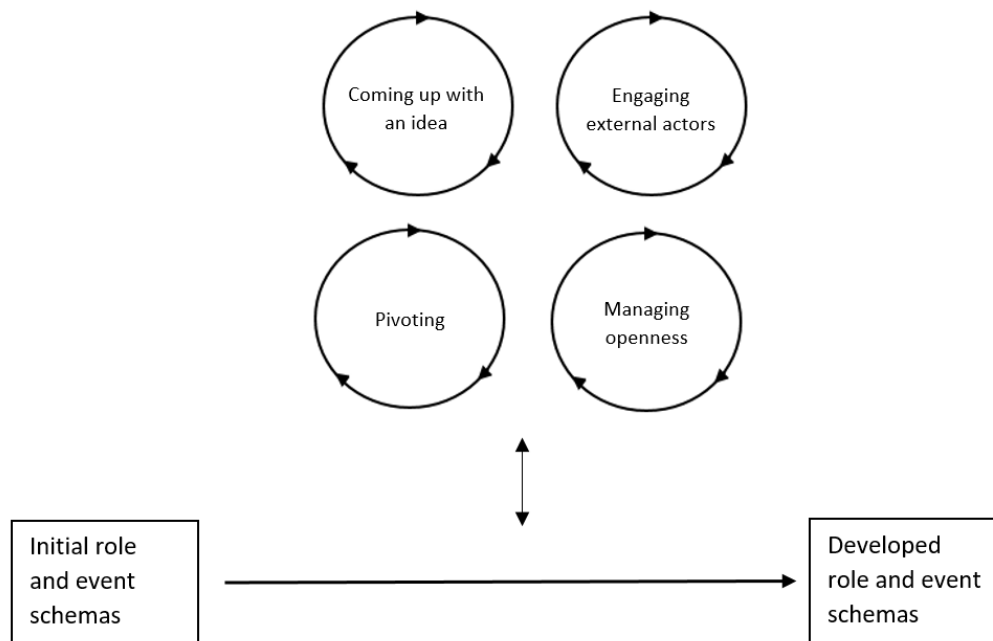 Coming up with
an idea
Engaging
external actors
Pivoting
Managing
openness
Initial role
and event
schemas
Developed
role and event
schemas